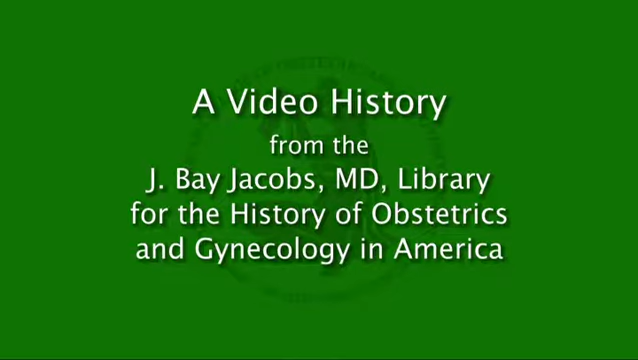 A Video History
from the
J. Bay Jacobs, MD, Library
for the History of Obstetrics
and Gynecology in America